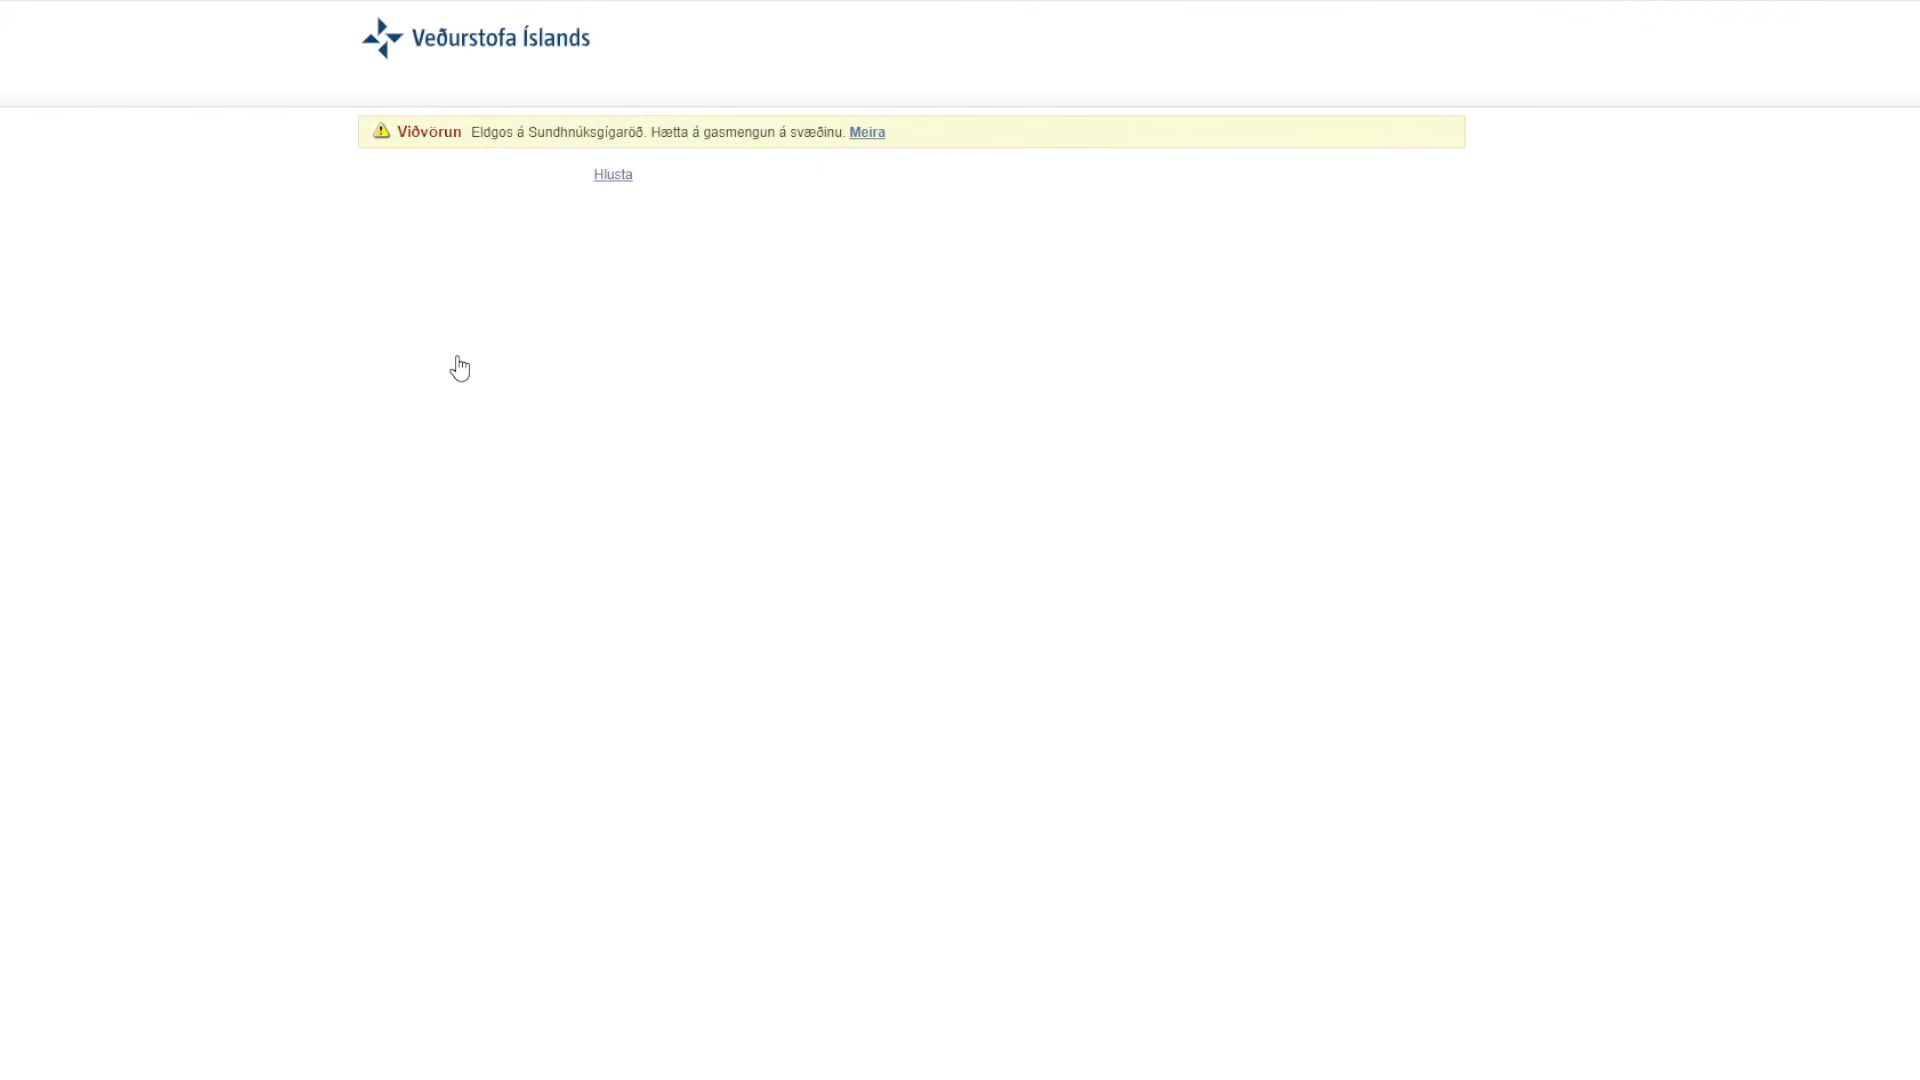 Veðurstofa Íslands
Viðvörun Eldgos á Sundhnúksgígaröð. Hætta á gasmengun á svæðinu. Meira
Hlusta